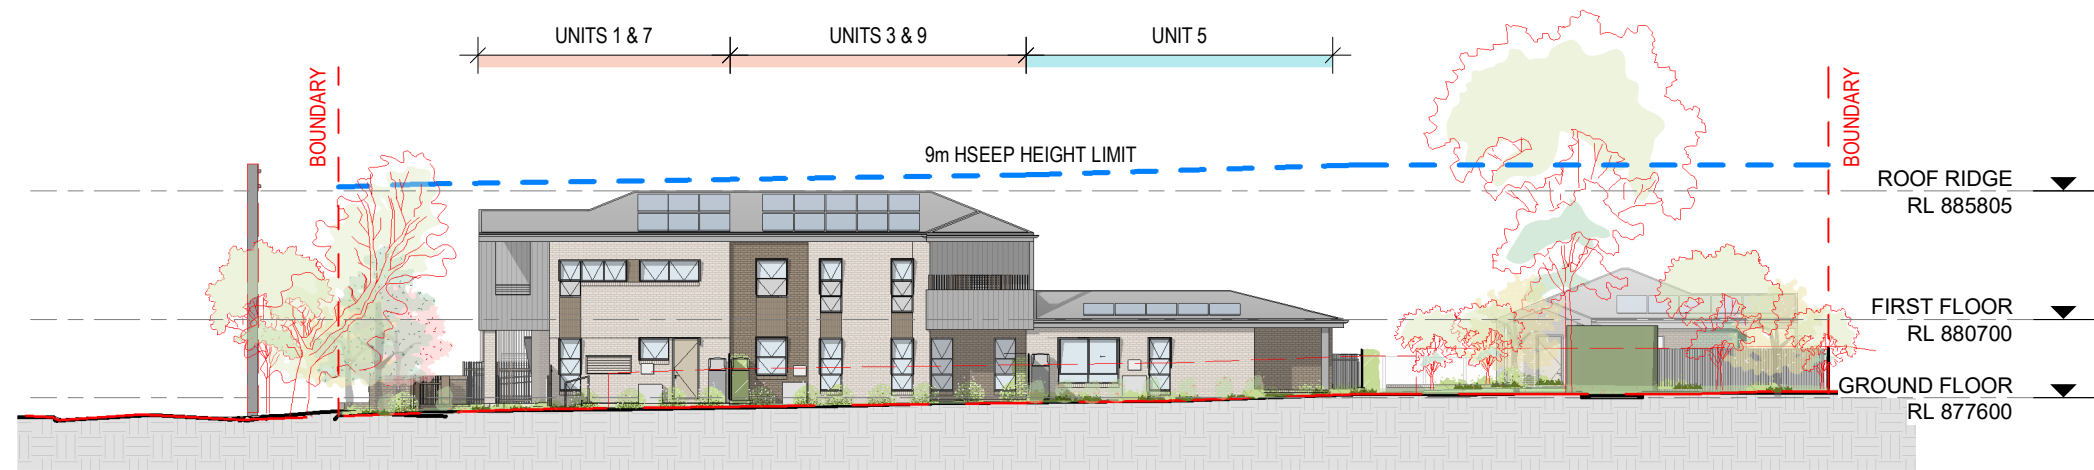 UNITS 1 & 7
UNITS 3 & 9
UNIT 5
BOUNDARY
BOUNDARY
9m HSEEP HEIGHT LIMIT
ROOF RIDGE
RL 885805
FIRST FLOOR
RL 880700
GROUND FLOOR
RL 877600